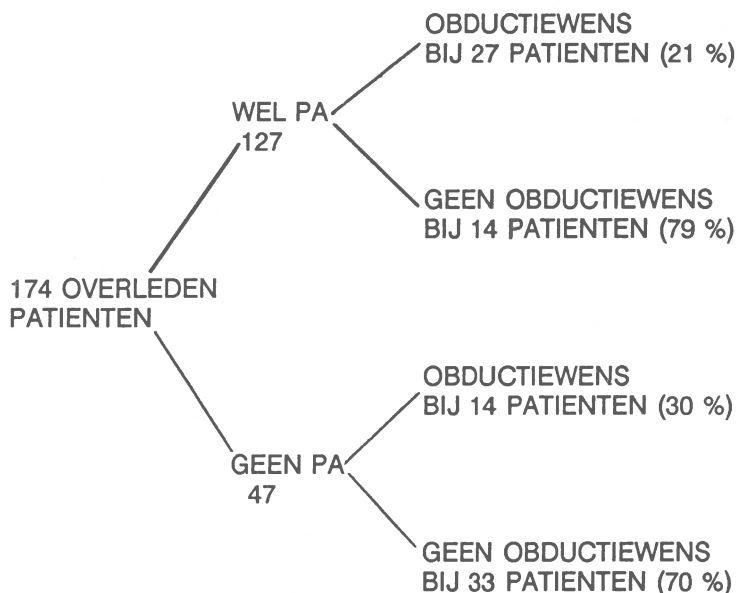 OBDUCTIEWENS
BIJ 27 PATIENTEN (21 %)
WEL PA
127
GEEN OBDUCTIEWENS
BIJ 14 PATIENTEN (79 %)
174 OVERLEDEN
PATIENTEN
OBDUCTIEWENS
BIJ 14 PATIENTEN (30 %)
GEEN PA
47
GEEN OBDUCTIEWENS
BIJ 33 PATIENTEN (70 %)